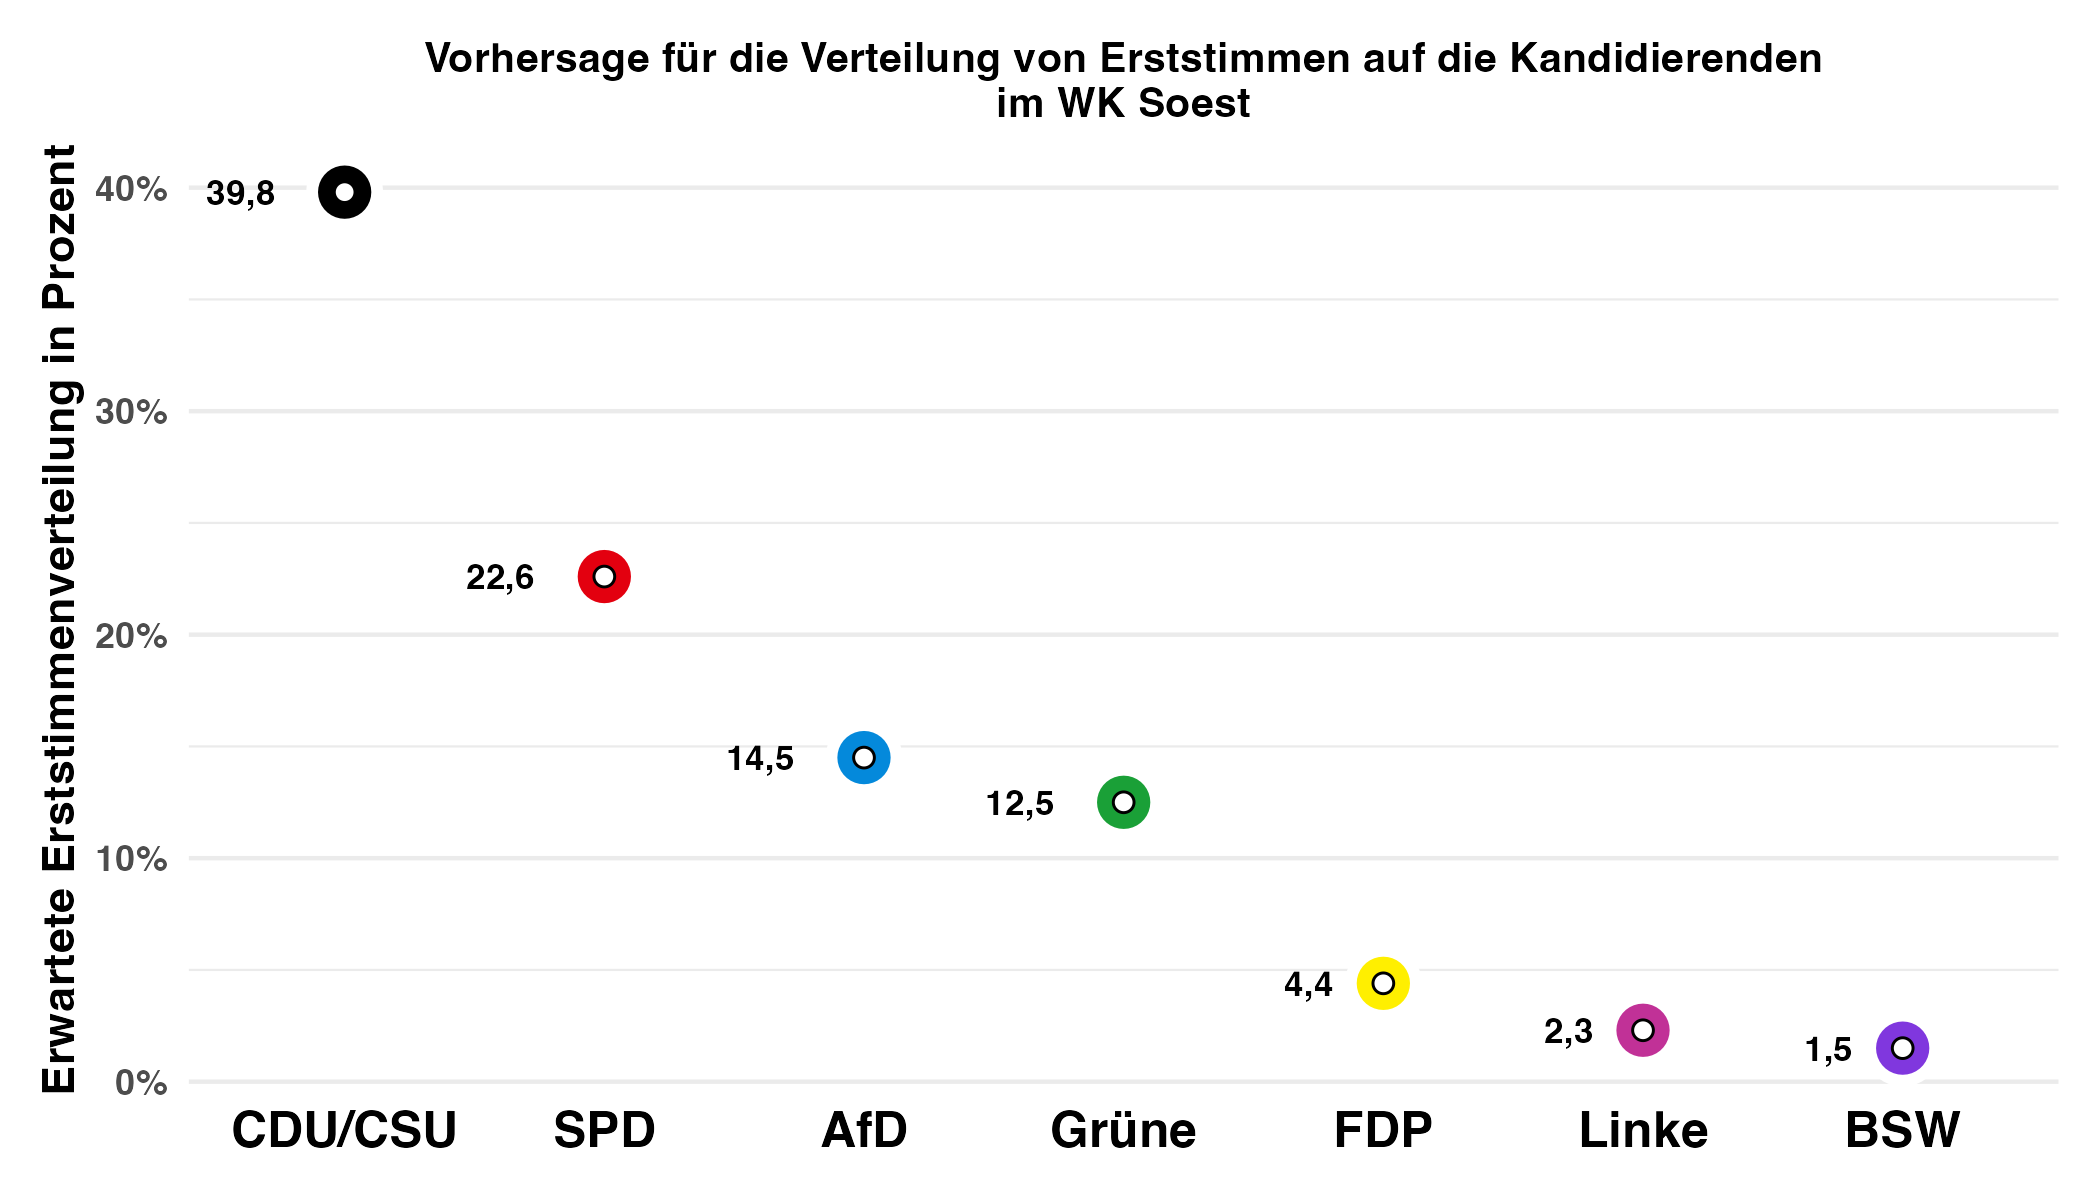 Vorhersage für die Verteilung von Erststimmen auf die Kandidierenden
im WK Soest
Erwartete Erststimmenverteilung in Prozent
40%
30%
20%
10%
0%
39,8
22,6
14,5
12,5
4,4
2,3
1,5
CDU/CSU
SPD
AfD
Grüne
FDP
Linke
BSW